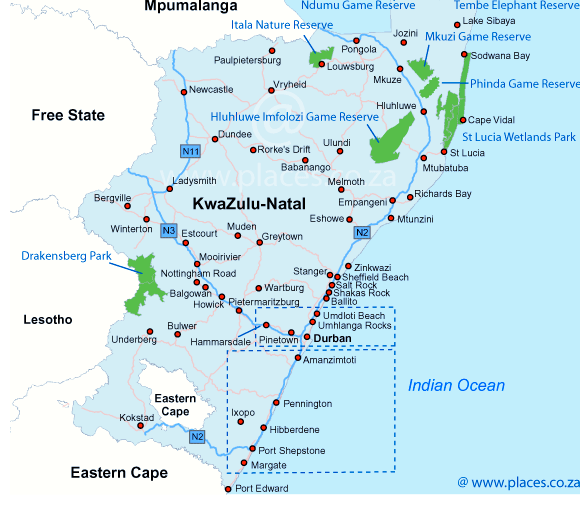 Mpumalanga
Ndumu Game Reserve
Tembe Elephant Reserve
Itala Nature Reserve
Lake Sibaya
Jozini
Mkuzi Game Reserve
Pongola
Paulpietersburg
Louwsburg
Sodwana Bay
Mkuze
Phinda Game Reserve
Newcastle
Vryheid
@
Free State
Hluhluwe
Hluhluwe Imfolozi Game Reserve
Cape Vidal
Dundee
St Lucia Wetlands Park
N11
Rorke's Drift
Ulundi
Babanango
St Lucia
Mtubatuba
www.places.co.za
Ladysmith
Melmoth
Bergville
KwaZulu-Natal
Empangeni
Richards Bay
Winterton
N3
Eshowe
Mtunzini
Estcourt
Muden
Greytown
N2
Drakensberg Park
Mooirivier
Zinkwazi
Nottingham Road
Stanger
Sheffield Beach
Balgowan
Wartburg
Salt Rock
Shakas Rock
Howick
Pietermaritzburg
Ballito
Lesotho
Umdloti Beach
Bulwer
Umhlanga Rocks
Underberg
Hammarsdale
Pinetown
Durban
Amanzimtoti
Eastern
Cape
Indian Ocean
Pennington
Kokstad
Ixopo
Hibberdene
N2
Port Shepstone
Eastern Cape
Margate
Port Edward
@ www.places.co.za